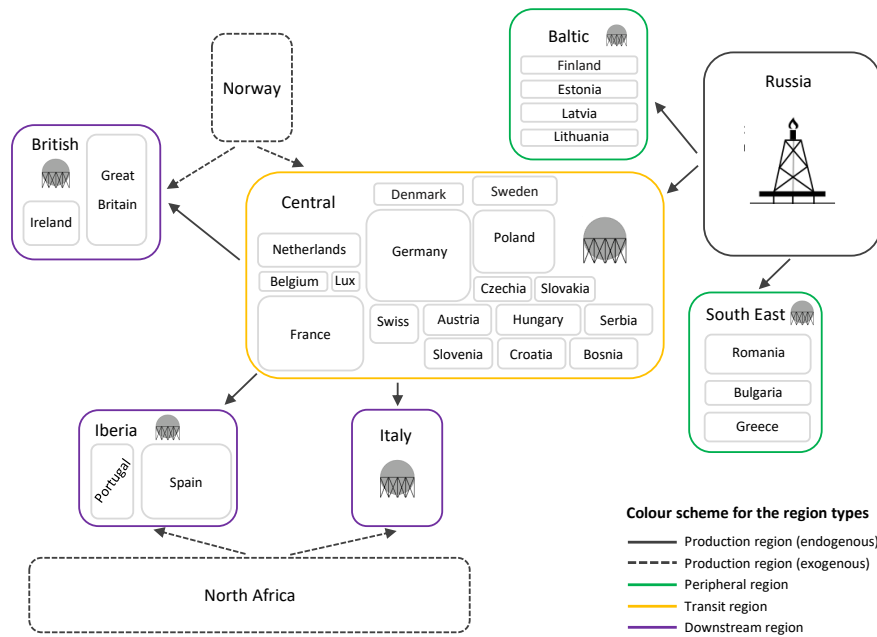 Norway
Baltic
Finland
Estonia
Latvia
Lithuania
Russia
British
Great
Britain
Ireland
Central
Denmark
Sweden
Netherlands
Germany
Poland
Belgium
Lux
Czechia
Slovakia
France
Swiss
Austria
Hungary
Serbia
Slovenia
Croatia
Bosnia
South East
Romania
Bulgaria
Greece
Iberia
Portugal
Spain
Italy
North Africa
Colour scheme for the region types
Production region (endogenous)
Production region (exogenous)
Peripheral region
Transit region
Downstream region